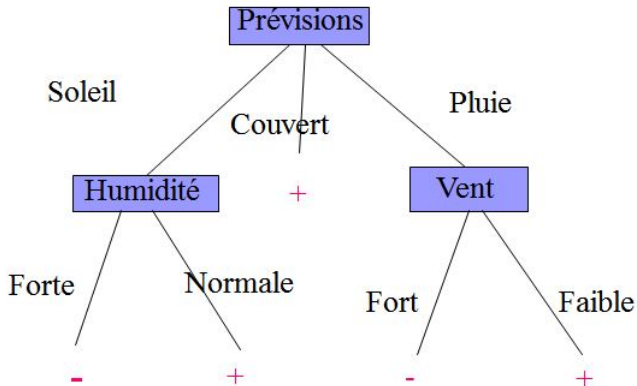 Prévisions
Soleil
Couvert
Pluie
Humidité
+
Vent
Forte
Normale
Fort
Faible
-
+
-
+